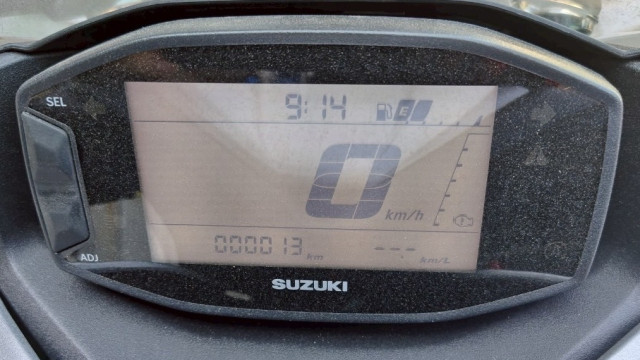 SEL
9:14
E
0
km/h
ADJ
000013 km
--- km/L
SUZUKI